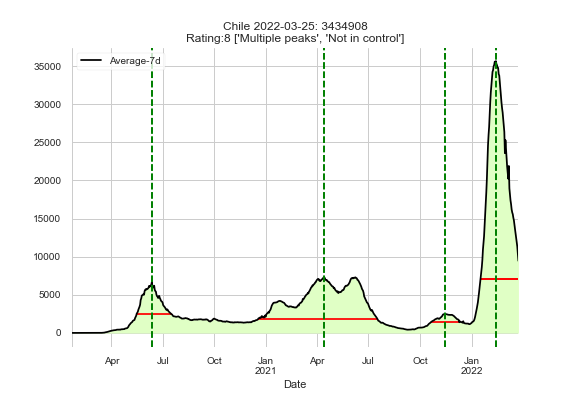 Chile 2022-03-25: 3434908
Rating:8 ['Multiple peaks', 'Not in control']
Average-7d
35000
30000
25000
20000
15000
10000
5000
0
Apr Jul Oct Jan Apr Jul Oct Jan
2021 2022
Date